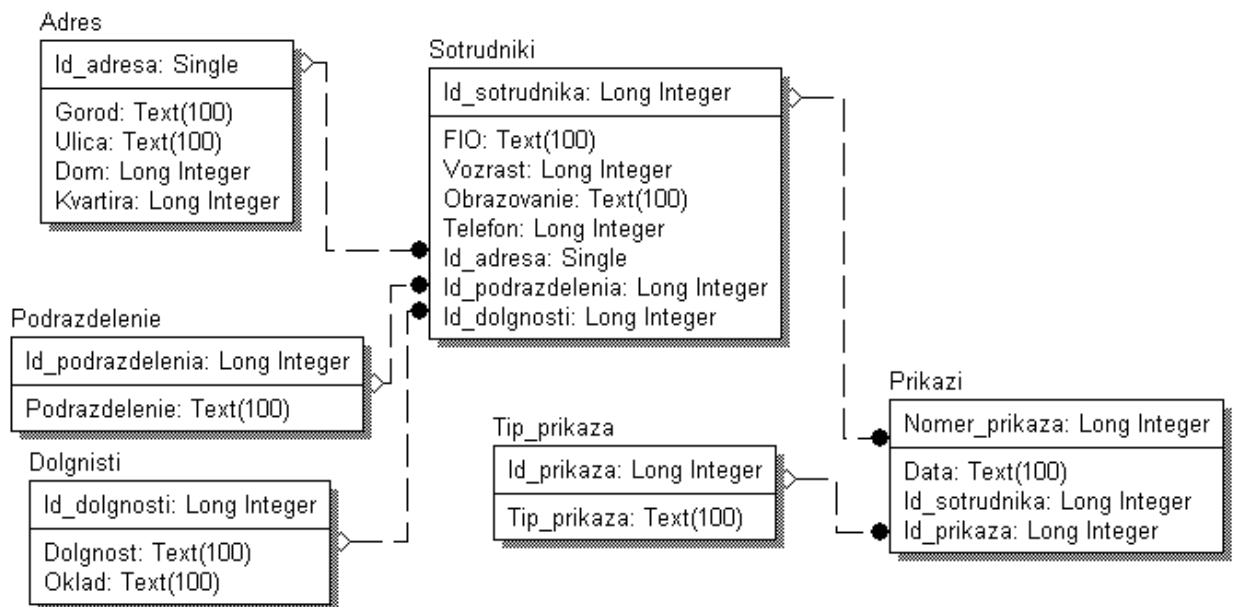 Adres
Id_adresa: Single
Gorod: Text(100)
Ulica: Text(100)
Dom: Long Integer
Kvartira: Long Integer
Sotrudniki
Id_sotrudnika: Long Integer
FIO: Text(100)
Vozrast: Long Integer
Obrazovanie: Text(100)
Telefon: Long Integer
Id_adresa: Single
Id_podrazdelenia: Long Integer
Id_dolgnosti: Long Integer
Podrazdelenie
Id_podrazdelenia: Long Integer
Podrazdelenie: Text(100)
Dolgnisti
Id_dolgnosti: Long Integer
Dolgnost: Text(100)
Oklad: Text(100)
Tip_prikaza
Id_prikaza: Long Integer
Tip_prikaza: Text(100)
Prikazi
Nomer_prikaza: Long Integer
Data: Text(100)
Id_sotrudnika: Long Integer
Id_prikaza: Long Integer